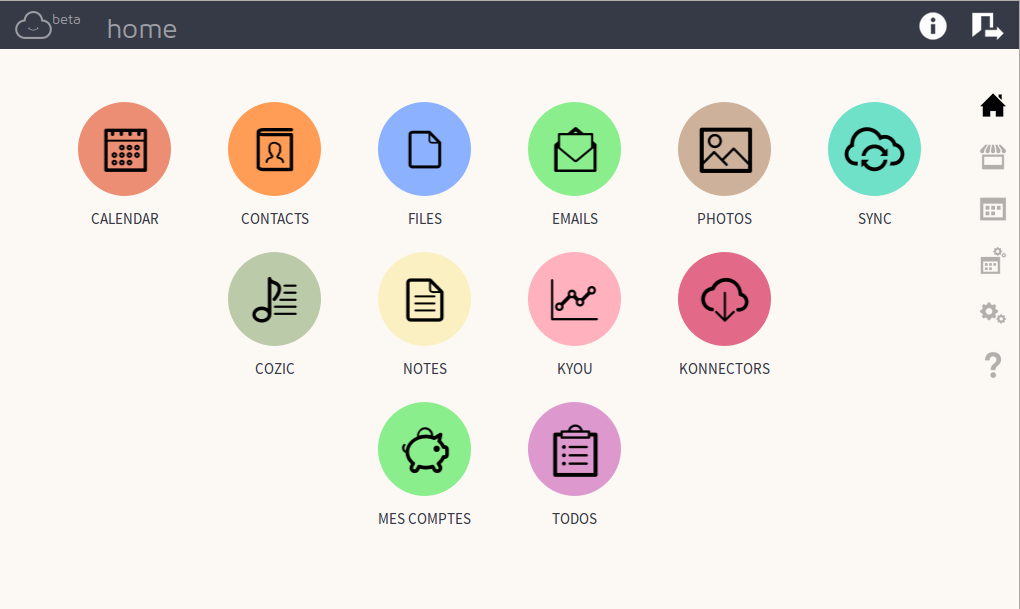 beta
home
CALENDAR
CONTACTS
FILES
EMAILS
PHOTOS
SYNC
COZIC
NOTES
KYOU
KONNECTORS
MES COMPTES
TODOS